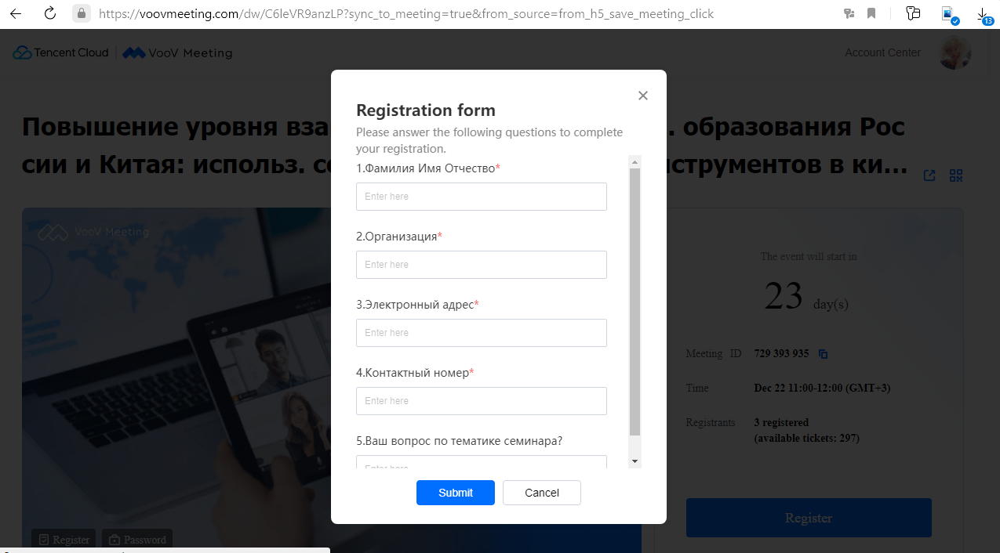 https://voovmeeting.com/dw/C6leVR9anzLP?sync_to_meeting=true&from_source=from_h5_save_meeting_click
13
Tencent Cloud | VooV Meeting
Account Center
Повышение уровня вза . образования Рос
сии и Китая: использ. со струментов в ки...
Registration form
Please answer the following questions to complete
your registration.
1.Фамилия Имя Отчество*
Enter here
2.Организация*
Enter here
3.Электронный адрес*
Enter here
4.Контактный номер*
Enter here
5.Ваш вопрос по тематике семинара?
Enter here
Submit
Cancel
VooV Meeting
Register
Password
The event will start in
23 day(s)
Meeting ID 729 393 935
Time Dec 22 11:00-12:00 (GMT+3)
Registrants 3 registered
(available tickets: 297)
Register